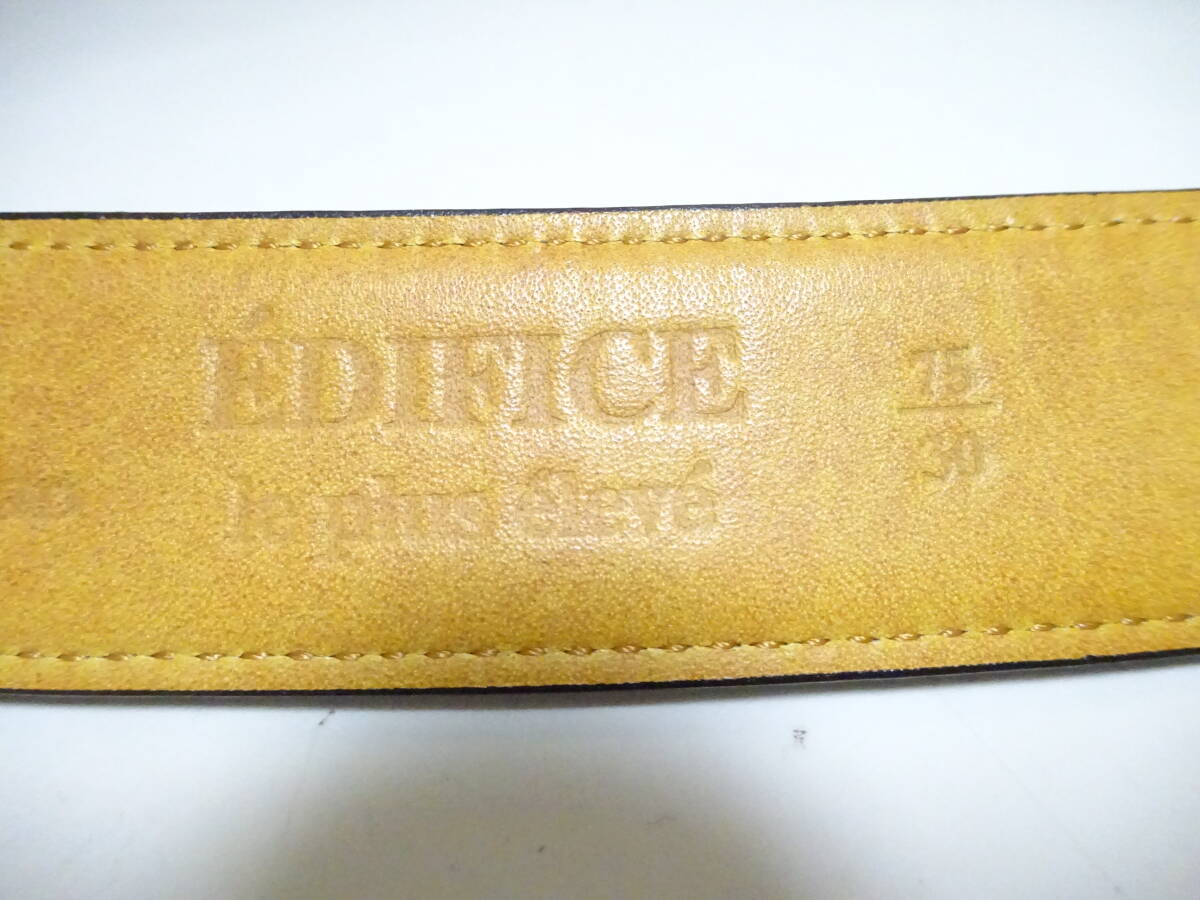 ÉDIFICE
le plus élevé
75
30